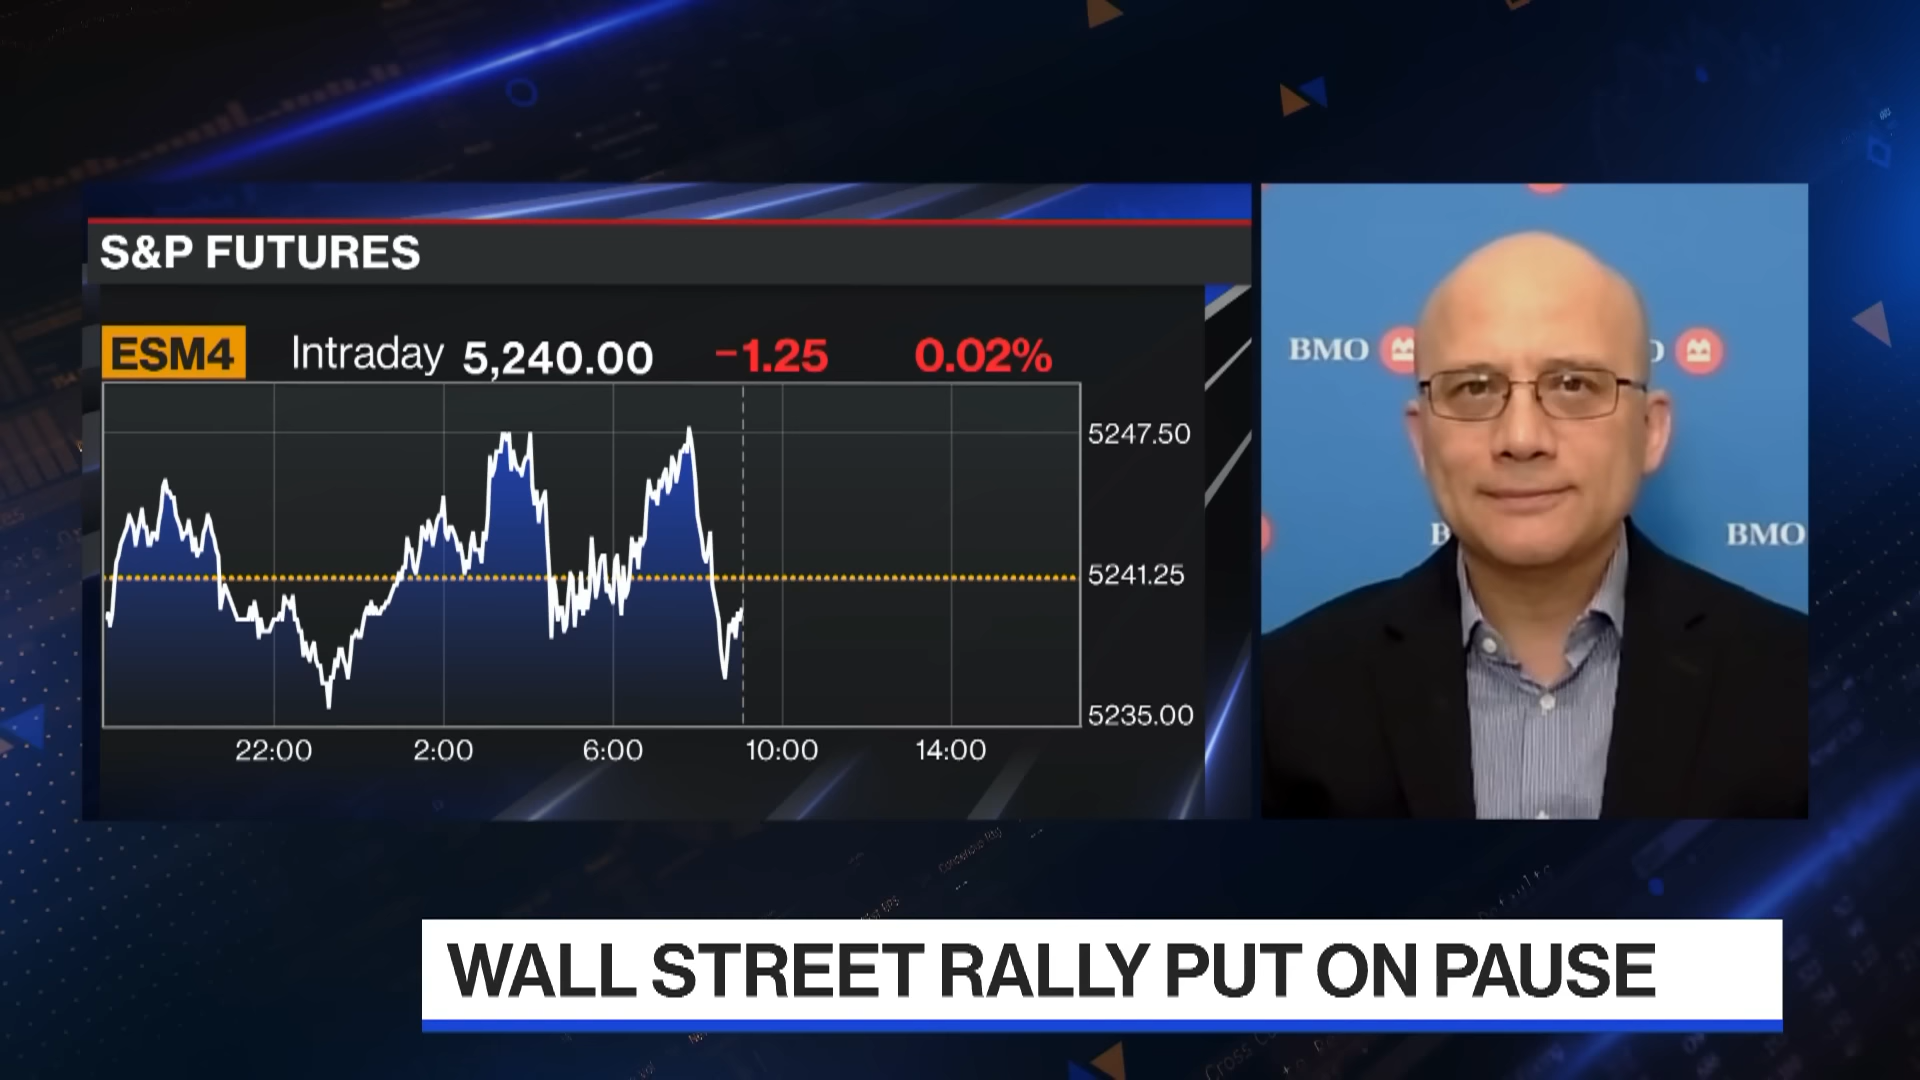 S&P FUTURES
ESM4 Intraday 5,240.00 −1.25 0.02%
5247.50
5241.25
5235.00
22:00 2:00 6:00 10:00 14:00
BMO
BMO
WALL STREET RALLY PUT ON PAUSE